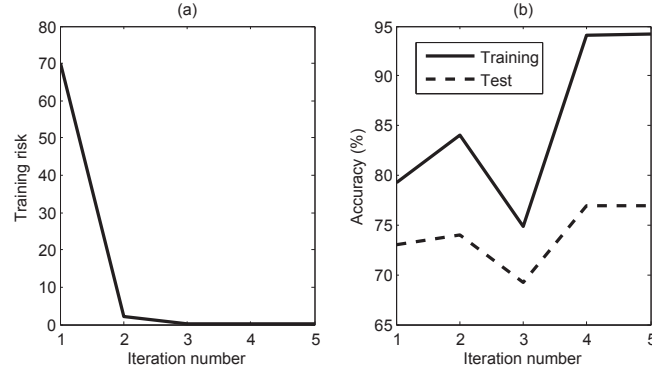 (a)
80
70
60
50
40
30
20
10
0
Training risk
1 2 3 4 5
Iteration number
(b)
95
90
85
80
75
70
65
Accuracy (%)
Training
Test
1 2 3 4 5
Iteration number